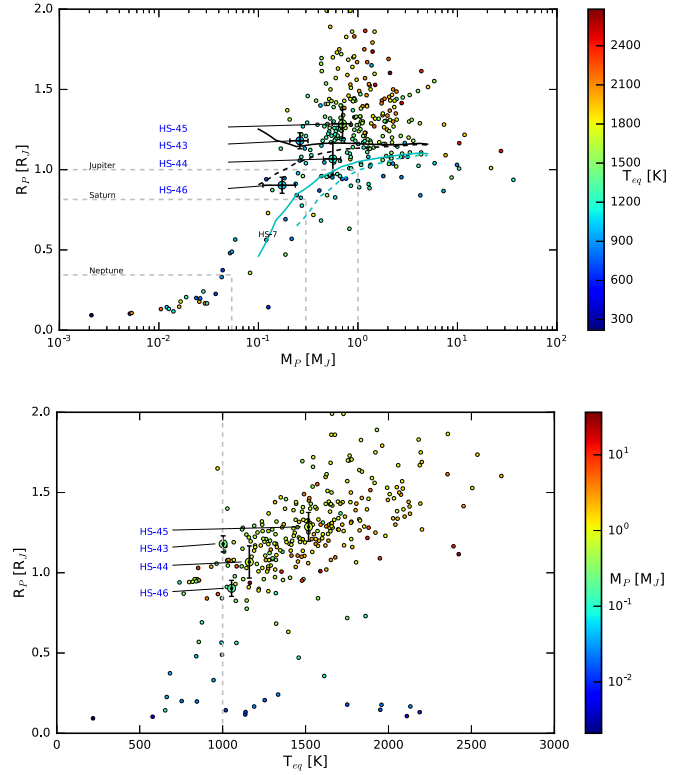 2.0
1.5
1.0
0.5
0.0
R_P [R_J]
HS-45
HS-43
HS-44
HS-46
Jupiter
Saturn
Neptune
HS-7
10^-3 10^-2 10^-1 10^0 10^1 10^2
M_P [M_J]
2400
2100
1800
1500
1200
900
600
300
T_eq [K]
2.0
1.5
1.0
0.5
0.0
R_P [R_J]
HS-45
HS-43
HS-44
HS-46
0 500 1000 1500 2000 2500 3000
T_eq [K]
10^1
10^0
10^-1
10^-2
M_P [M_J]